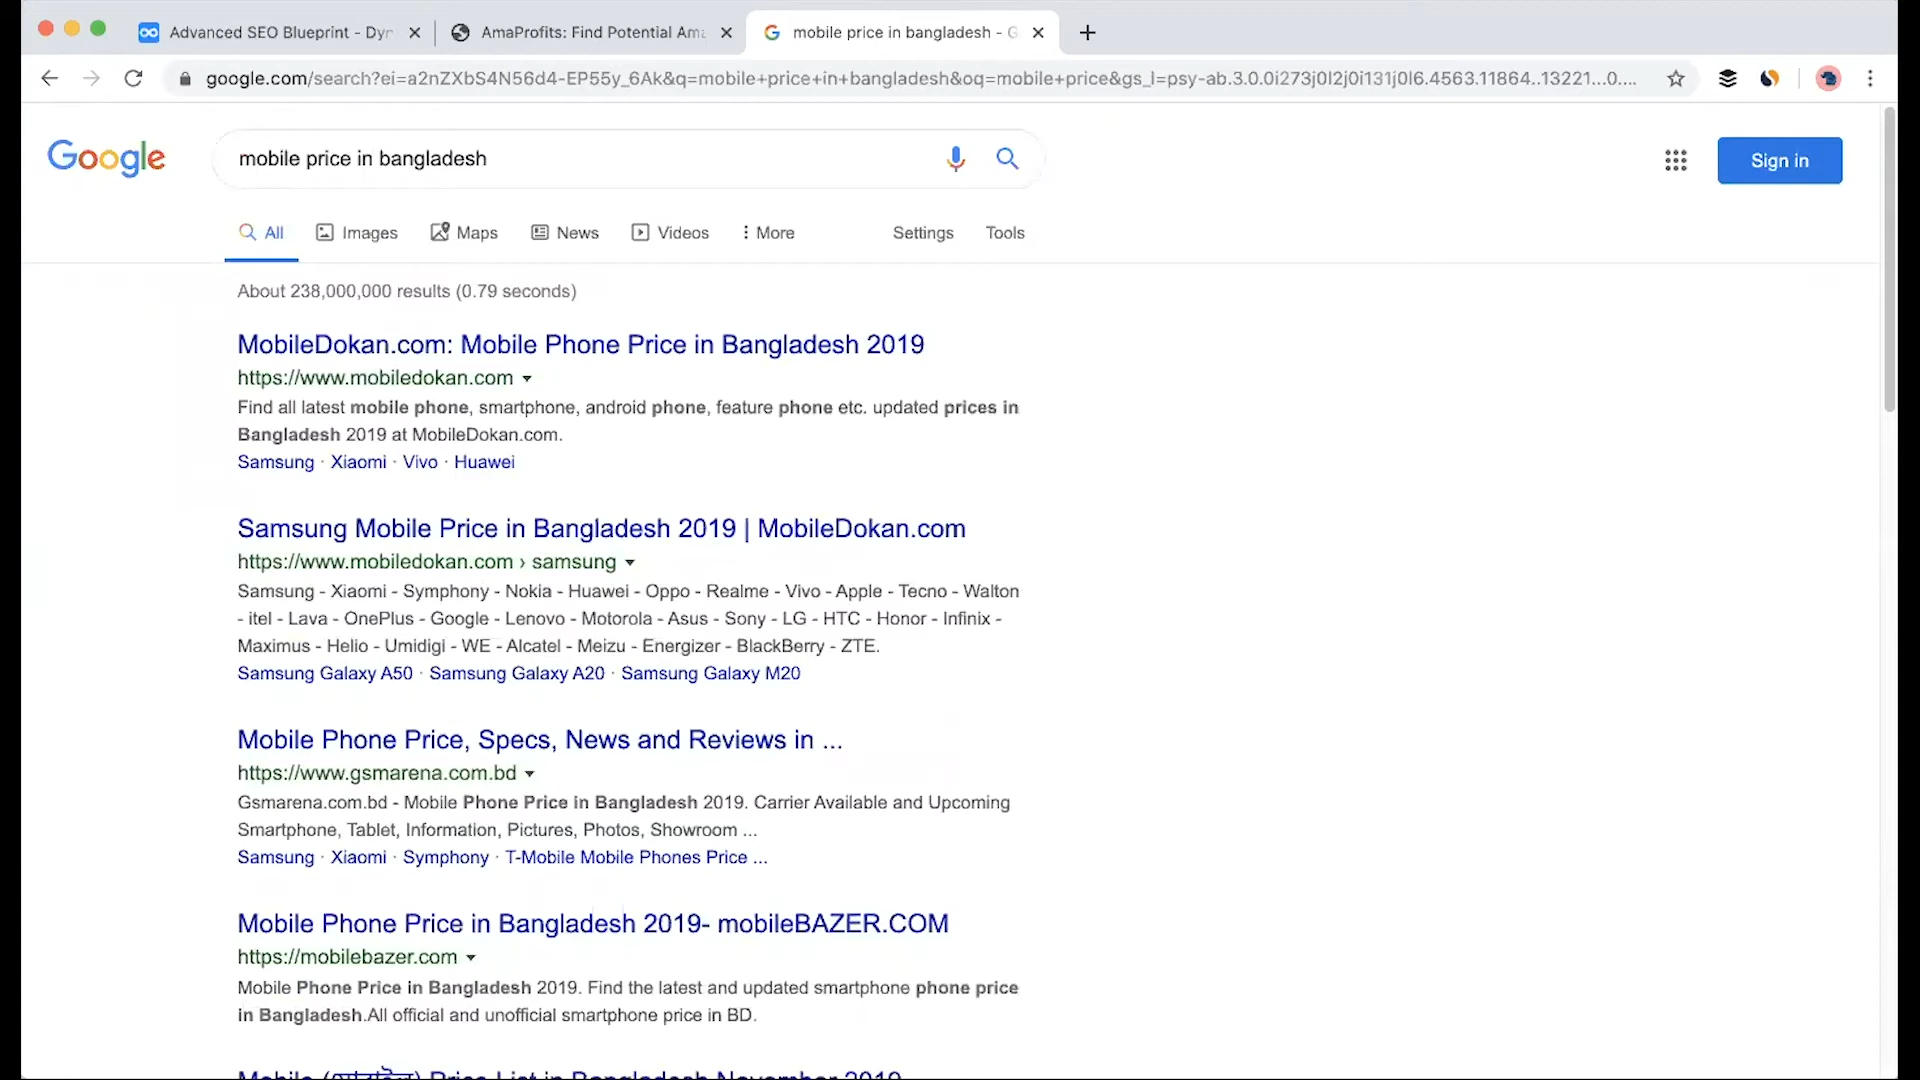 Advanced SEO Blueprint - Dyn
AmaProfits: Find Potential Ama
mobile price in bangladesh - G
google.com/search?ei=a2nZXbS4N56d4-EP55y_6Ak&q=mobile+price+in+bangladesh&oq=mobile+price&gs_l=psy-ab.3.0.0i273j0l2j0i131j0l6.4563.11864..13221...0....
Google
mobile price in bangladesh
Sign in
All
Images
Maps
News
Videos
More
Settings
Tools
About 238,000,000 results (0.79 seconds)
MobileDokan.com: Mobile Phone Price in Bangladesh 2019
https://www.mobiledokan.com
Find all latest mobile phone, smartphone, android phone, feature phone etc. updated prices in
Bangladesh 2019 at MobileDokan.com.
Samsung · Xiaomi · Vivo · Huawei
Samsung Mobile Price in Bangladesh 2019 | MobileDokan.com
https://www.mobiledokan.com › samsung
Samsung - Xiaomi - Symphony - Nokia - Huawei - Oppo - Realme - Vivo - Apple - Tecno - Walton
- itel - Lava - OnePlus - Google - Lenovo - Motorola - Asus - Sony - LG - HTC - Honor - Infinix -
Maximus - Helio - Umidigi - WE - Alcatel - Meizu - Energizer - BlackBerry - ZTE.
Samsung Galaxy A50 · Samsung Galaxy A20 · Samsung Galaxy M20
Mobile Phone Price, Specs, News and Reviews in ...
https://www.gsmarena.com.bd
Gsmarena.com.bd - Mobile Phone Price in Bangladesh 2019. Carrier Available and Upcoming
Smartphone, Tablet, Information, Pictures, Photos, Showroom ...
Samsung · Xiaomi · Symphony · T-Mobile Mobile Phones Price ...
Mobile Phone Price in Bangladesh 2019- mobileBAZER.COM
https://mobilebazer.com
Mobile Phone Price in Bangladesh 2019. Find the latest and updated smartphone phone price
in Bangladesh.All official and unofficial smartphone price in BD.
Mobile (মোবাইল) Price List in Bangladesh November 2019